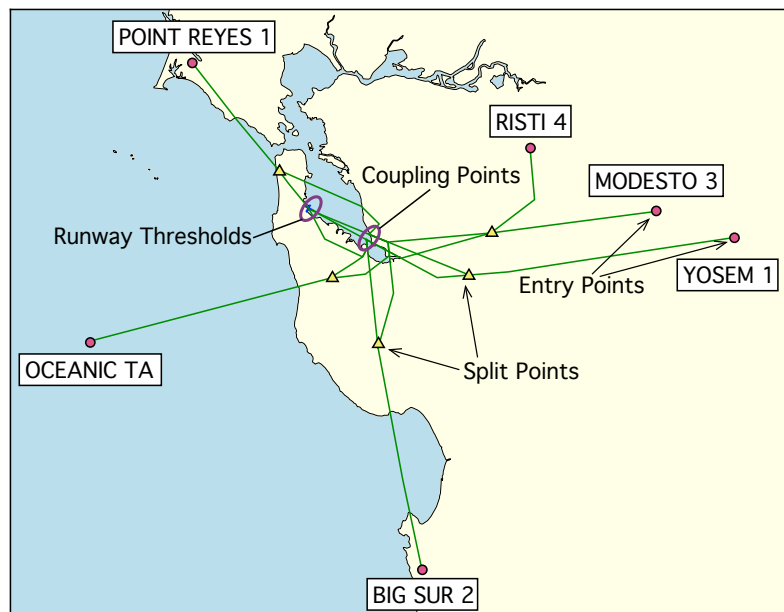 POINT REYES 1
RISTI 4
Coupling Points
MODESTO 3
Runway Thresholds
Entry Points
YOSEM 1
OCEANIC TA
Split Points
BIG SUR 2